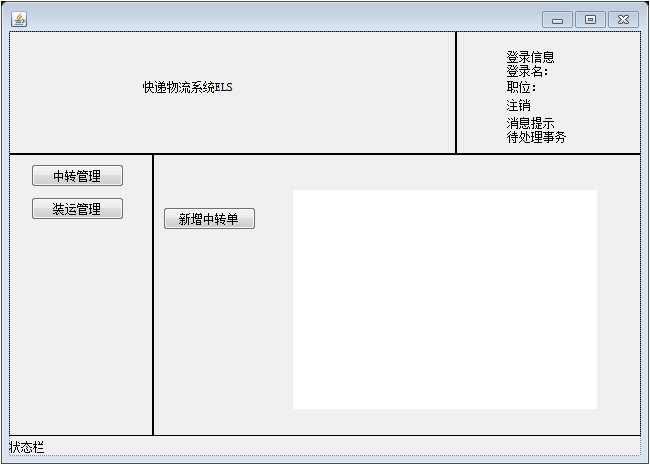 快递物流系统ELS
登录信息
登录名：
职位：
注销
消息提示
待处理事务
中转管理
装运管理
新增中转单
状态栏